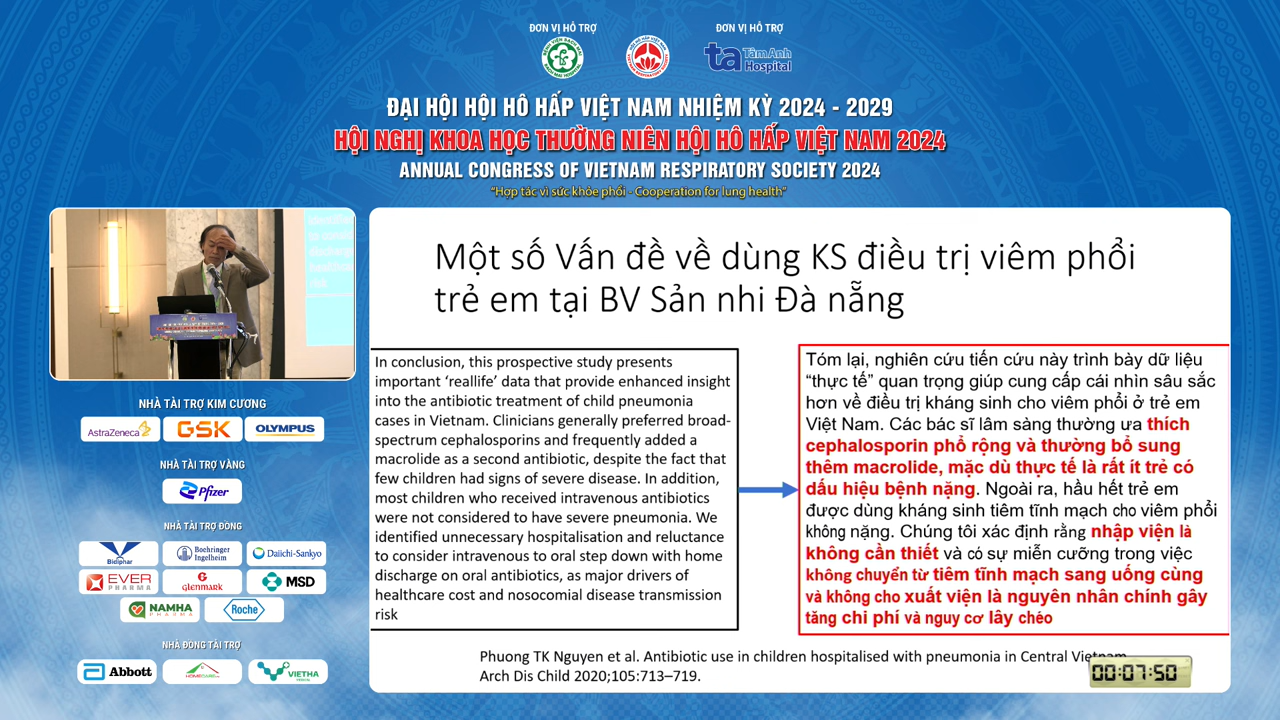 ĐƠN VỊ HỖ TRỢ
ĐƠN VỊ HỖ TRỢ
ta TâmAnh Hospital
ĐẠI HỘI HỘI HÔ HẤP VIỆT NAM NHIỆM KỲ 2024 - 2029
HỘI NGHỊ KHOA HỌC THƯỜNG NIÊN HỘI HÔ HẤP VIỆT NAM 2024
ANNUAL CONGRESS OF VIETNAM RESPIRATORY SOCIETY 2024
"Hợp tác vì sức khỏe phổi - Cooperation for lung health"
Một số Vấn đề về dùng KS điều trị viêm phổi
trẻ em tại BV Sản nhi Đà nẵng
In conclusion, this prospective study presents
important ‘reallife’ data that provide enhanced insight
into the antibiotic treatment of child pneumonia
cases in Vietnam. Clinicians generally preferred broad-
spectrum cephalosporins and frequently added a
macrolide as a second antibiotic, despite the fact that
few children had signs of severe disease. In addition,
most children who received intravenous antibiotics
were not considered to have severe pneumonia. We
identified unnecessary hospitalisation and reluctance
to consider intravenous to oral step down with home
discharge on oral antibiotics, as major drivers of
healthcare cost and nosocomial disease transmission
risk
Tóm lại, nghiên cứu tiến cứu này trình bày dữ liệu
“thực tế” quan trọng giúp cung cấp cái nhìn sâu sắc
hơn về điều trị kháng sinh cho viêm phổi ở trẻ em
Việt Nam. Các bác sĩ lâm sàng thường ưa thích
cephalosporin phổ rộng và thường bổ sung
thêm macrolide, mặc dù thực tế là rất ít trẻ có
dấu hiệu bệnh nặng. Ngoài ra, hầu hết trẻ em
được dùng kháng sinh tiêm tĩnh mạch cho viêm phổi
không nặng. Chúng tôi xác định rằng nhập viện là
không cần thiết và có sự miễn cưỡng trong việc
không chuyển từ tiêm tĩnh mạch sang uống cùng
và không cho xuất viện là nguyên nhân chính gây
tăng chi phí và nguy cơ lây chéo
Phuong TK Nguyen et al. Antibiotic use in children hospitalised with pneumonia in Central Vietnam
Arch Dis Child 2020;105:713–719.
00:07:50
NHÀ TÀI TRỢ KIM CƯƠNG
AstraZeneca
GSK
OLYMPUS
NHÀ TÀI TRỢ VÀNG
Pfizer
NHÀ TÀI TRỢ ĐỒNG
Bidiphar
Boehringer Ingelheim
Daiichi-Sankyo
EVER PHARMA
GLENMARK
MSD
NAMHA PHARMA
Roche
NHÀ ĐỒNG TÀI TRỢ
Abbott
VIETHA